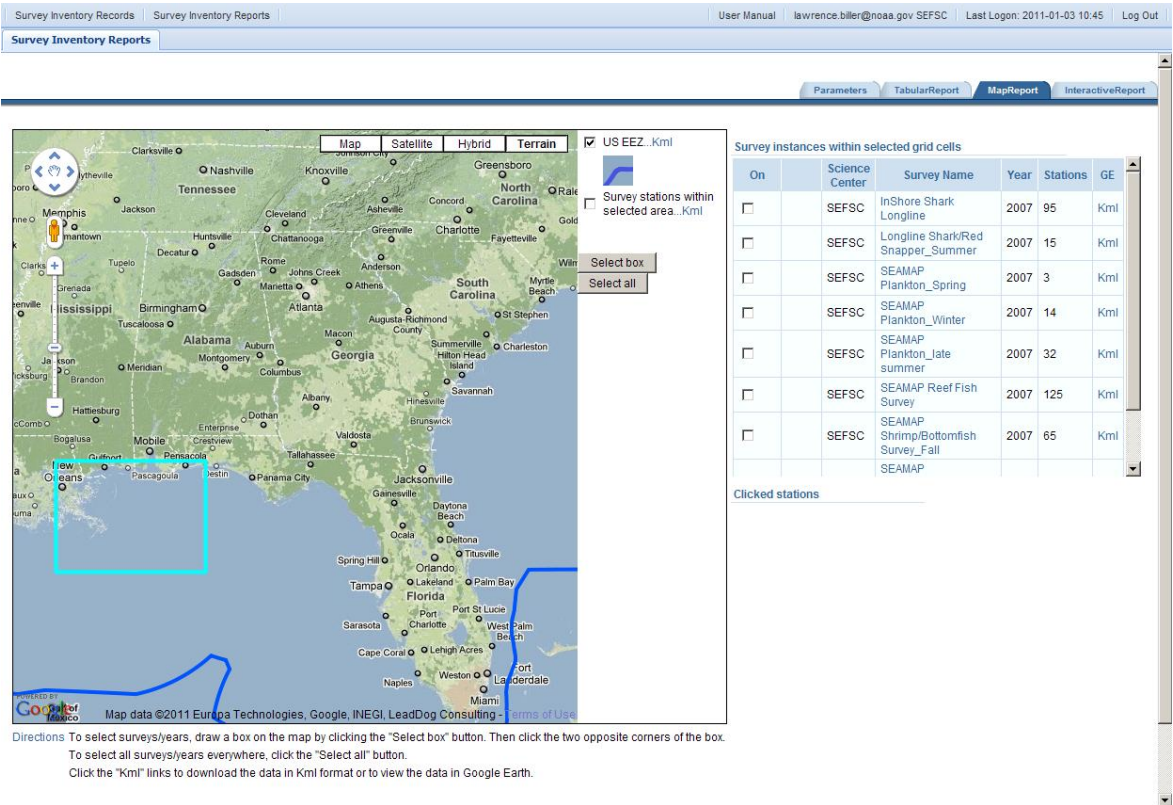 Survey Inventory Records Survey Inventory Reports User Manual lawrence.biller@noaa.gov SEFSC Last Logon: 2011-01-03 10:45 Log Out
Survey Inventory Reports
Parameters TabularReport MapReport InteractiveReport
Map Satellite Hybrid Terrain
US EEZ...Kml
Survey stations within
selected area...Kml
Select box
Select all
Clarksville
Nashville
Knoxville
Greensboro
Tennessee
North
Carolina
Jackson
Memphis
Cleveland
Asheville
Concord
Charlotte
Huntsville
Chattanooga
Greenville
Fayetteville
Decatur
Tupelo
Rome
Anderson
Gadsden
Johns Creek
Marietta
Athens
South
Carolina
Myrtle
Beach
Grenada
Mississippi
Birmingham
Atlanta
Tuscaloosa
Augusta-Richmond
County
St Stephen
Alabama
Auburn
Macon
Georgia
Summerville
Charleston
Hilton Head
Island
Montgomery
Columbus
Meridian
Jackson
Brandon
Savannah
Albany
Hinesville
Hattiesburg
Dothan
Enterprise
Brunswick
Bogalusa
Mobile
Crestview
Valdosta
Gulfport
Pensacola
Tallahassee
New
Orleans
Pascagoula
Destin
Panama City
Jacksonville
Gainesville
Daytona
Beach
Ocala
Deltona
Titusville
Spring Hill
Orlando
Tampa
Lakeland
Palm Bay
Florida
Port
Charlotte
Port St Lucie
Sarasota
West Palm
Beach
Cape Coral
Lehigh Acres
Fort
Lauderdale
Naples
Weston
Miami
POWERED BY
Google
Gulf of
Mexico
Map data ©2011 Europa Technologies, Google, INEGI, LeadDog Consulting - Terms of Use
Survey instances within selected grid cells
On Science Center Survey Name Year Stations GE
SEFSC InShore Shark Longline 2007 95 Kml
SEFSC Longline Shark/Red Snapper_Summer 2007 15 Kml
SEFSC SEAMAP Plankton_Spring 2007 3 Kml
SEFSC SEAMAP Plankton_Winter 2007 14 Kml
SEFSC SEAMAP Plankton_late summer 2007 32 Kml
SEFSC SEAMAP Reef Fish Survey 2007 125 Kml
SEFSC SEAMAP Shrimp/Bottomfish Survey_Fall 2007 65 Kml
SEAMAP
Clicked stations
Directions To select surveys/years, draw a box on the map by clicking the "Select box" button. Then click the two opposite corners of the box.
To select all surveys/years everywhere, click the "Select all" button.
Click the "Kml" links to download the data in Kml format or to view the data in Google Earth.